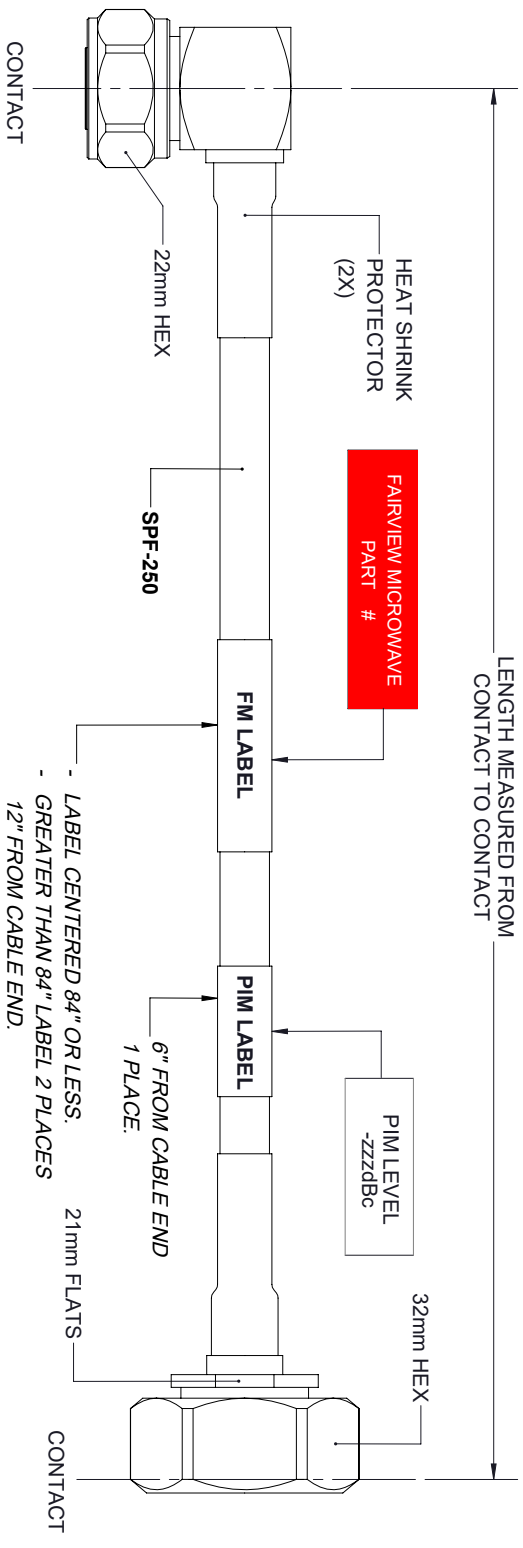 LENGTH MEASURED FROM
CONTACT TO CONTACT
HEAT SHRINK
PROTECTOR
(2X)
FAIRVIEW MICROWAVE
PART #
PIM LEVEL
-zzzdBc
32mm HEX
FM LABEL
PIM LABEL
CONTACT
22mm HEX
SPF-250
- LABEL CENTERED 84" OR LESS.
- GREATER THAN 84" LABEL 2 PLACES
12" FROM CABLE END.
6" FROM CABLE END
1 PLACE.
21mm FLATS
CONTACT